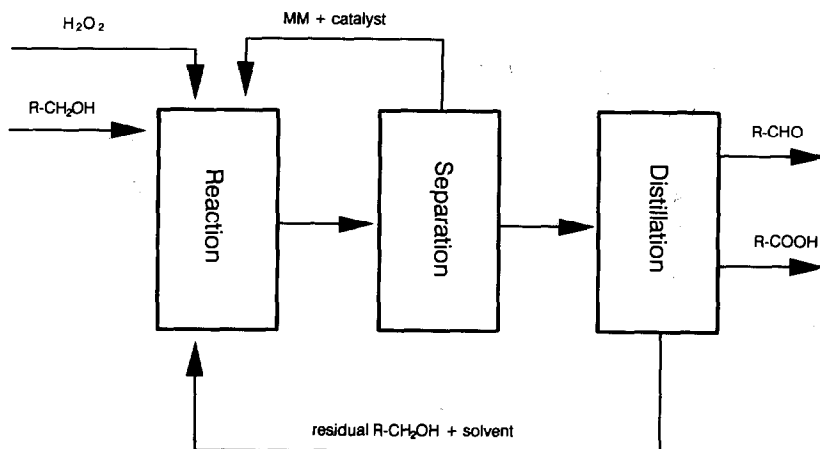 H₂O₂
MM + catalyst
R-CH₂OH
Reaction
Separation
Distillation
R-CHO
R-COOH
residual R-CH₂OH + solvent